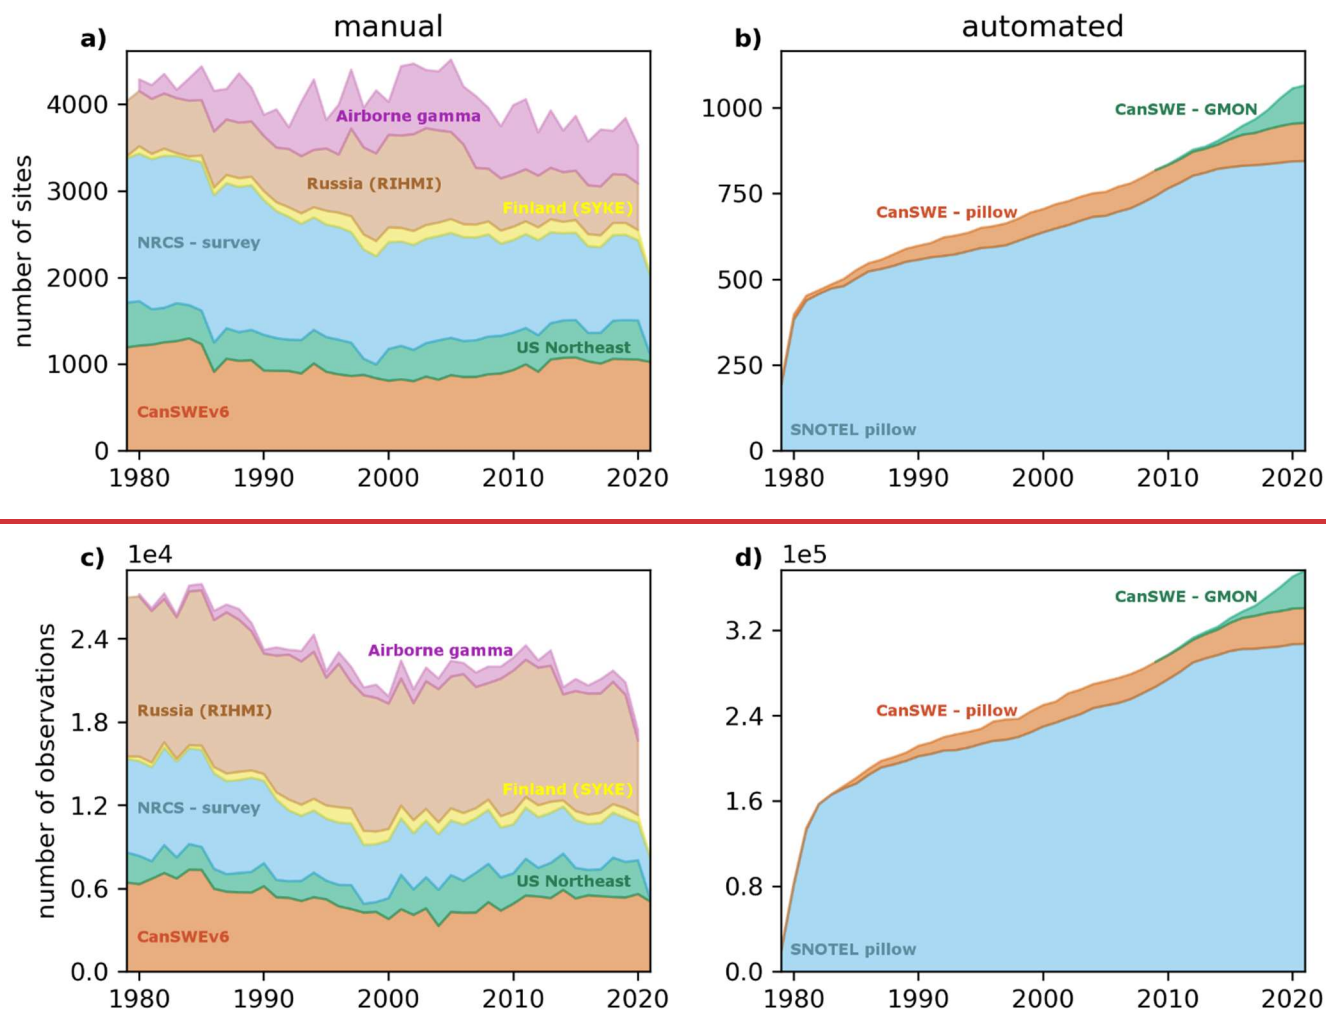 manual
automated
a)
b)
number of sites
4000
3000
2000
1000
0
Airborne gamma
Russia (RIHMI)
Finland (SYKE)
NRCS - survey
US Northeast
CanSWEv6
1980 1990 2000 2010 2020
1000
750
500
250
0
CanSWE - GMON
CanSWE - pillow
SNOTEL pillow
1980 1990 2000 2010 2020
c)
1e4
number of observations
2.4
1.8
1.2
0.6
0.0
Airborne gamma
Russia (RIHMI)
Finland (SYKE)
NRCS - survey
US Northeast
CanSWEv6
1980 1990 2000 2010 2020
d)
1e5
3.2
2.4
1.6
0.8
0.0
CanSWE - GMON
CanSWE - pillow
SNOTEL pillow
1980 1990 2000 2010 2020